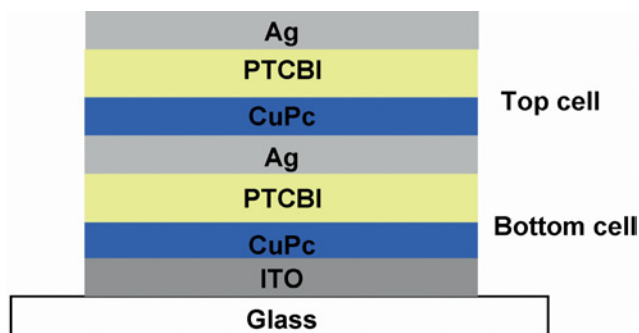 Ag
PTCBI
CuPc
Top cell
Ag
PTCBI
CuPc
Bottom cell
ITO
Glass